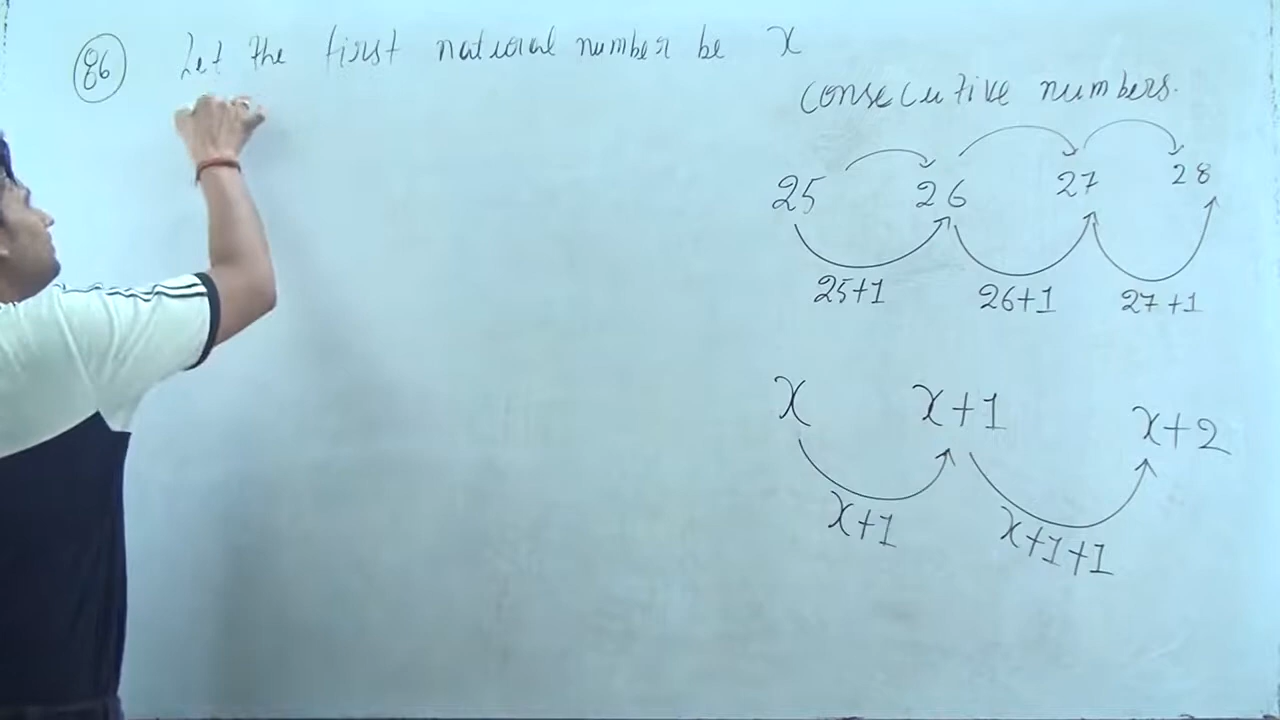 86 Let the first natural number be x
consecutive numbers.
25 26 27 28
25+1 26+1 27+1
x x+1 x+2
x+1 x+1+1